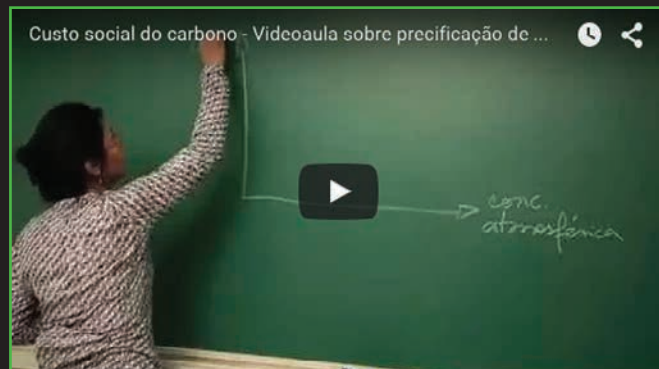 Custo social do carbono - Videoaula sobre precificação de ...
conc.
atmosférica